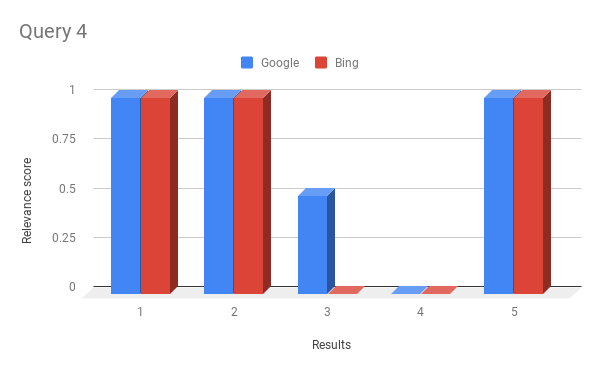 Query 4
Google Bing
1
0.75
0.5
0.25
0
Relevance score
1 2 3 4 5
Results